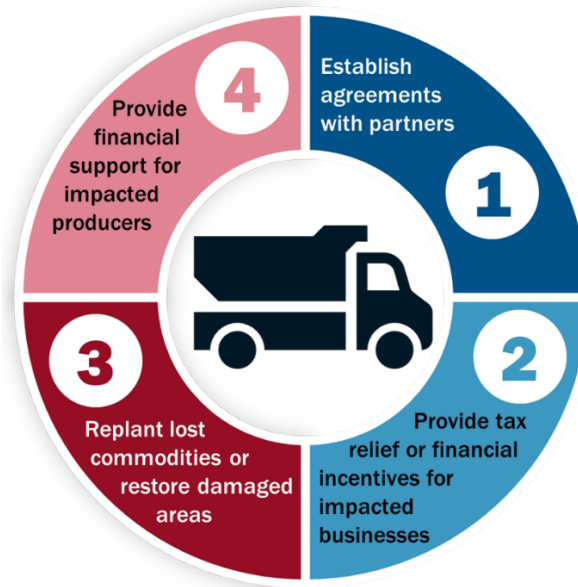 Establish
agreements
with partners
1
2
Provide tax
relief or financial
incentives for
impacted
businesses
3
Replant lost
commodities or
restore damaged
areas
4
Provide
financial
support for
impacted
producers